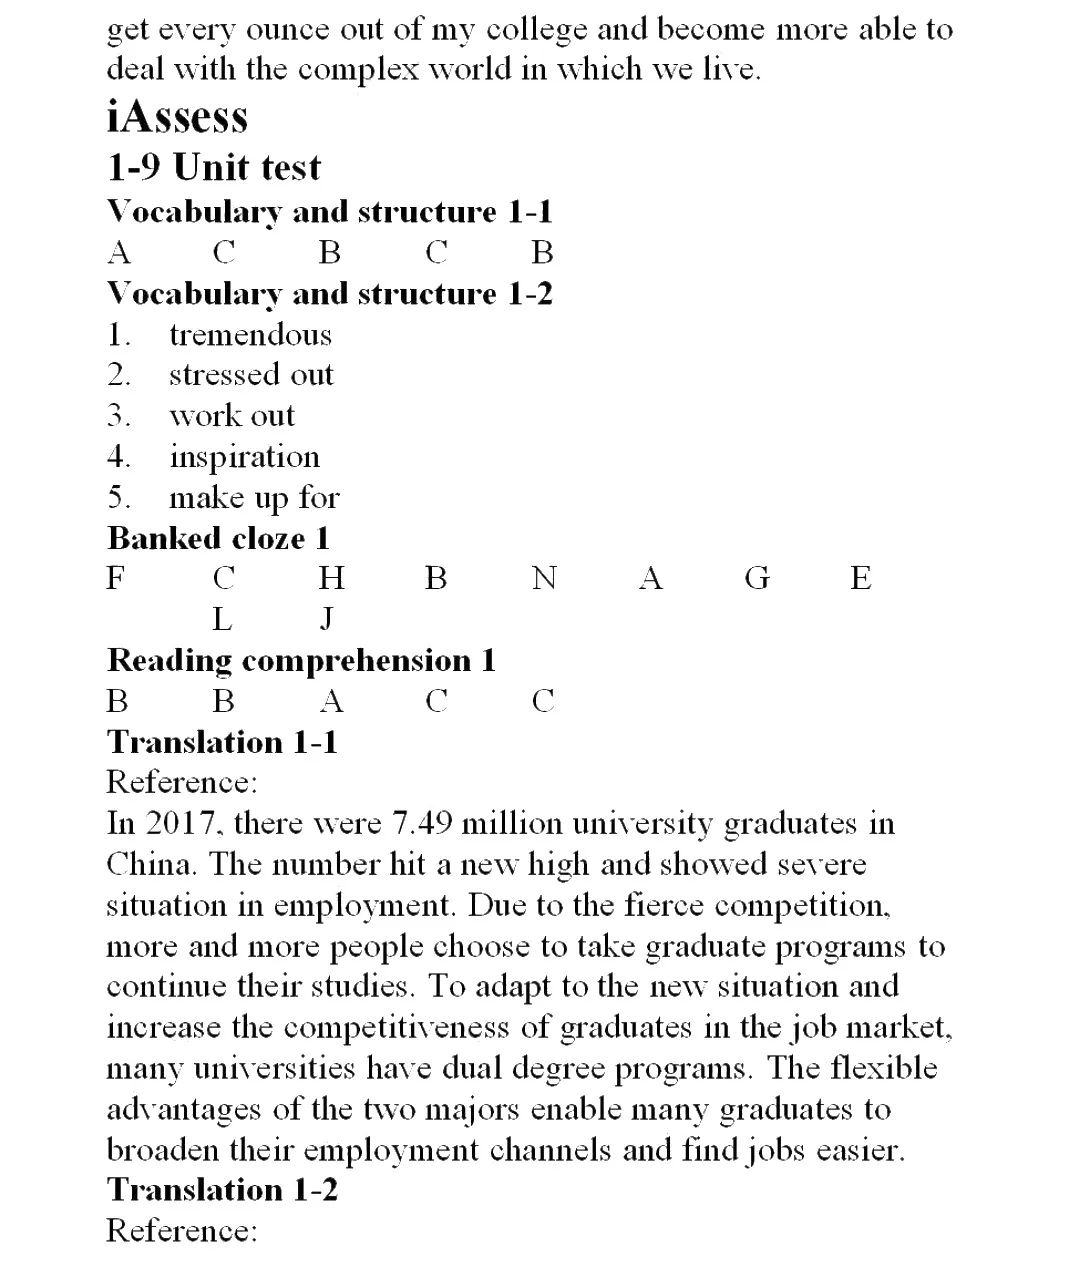 get every ounce out of my college and become more able to
deal with the complex world in which we live.
iAssess
1-9 Unit test
Vocabulary and structure 1-1
A C B C B
Vocabulary and structure 1-2
1. tremendous
2. stressed out
3. work out
4. inspiration
5. make up for
Banked cloze 1
F C H B N A G E
L J
Reading comprehension 1
B B A C C
Translation 1-1
Reference:
In 2017, there were 7.49 million university graduates in
China. The number hit a new high and showed severe
situation in employment. Due to the fierce competition,
more and more people choose to take graduate programs to
continue their studies. To adapt to the new situation and
increase the competitiveness of graduates in the job market,
many universities have dual degree programs. The flexible
advantages of the two majors enable many graduates to
broaden their employment channels and find jobs easier.
Translation 1-2
Reference: